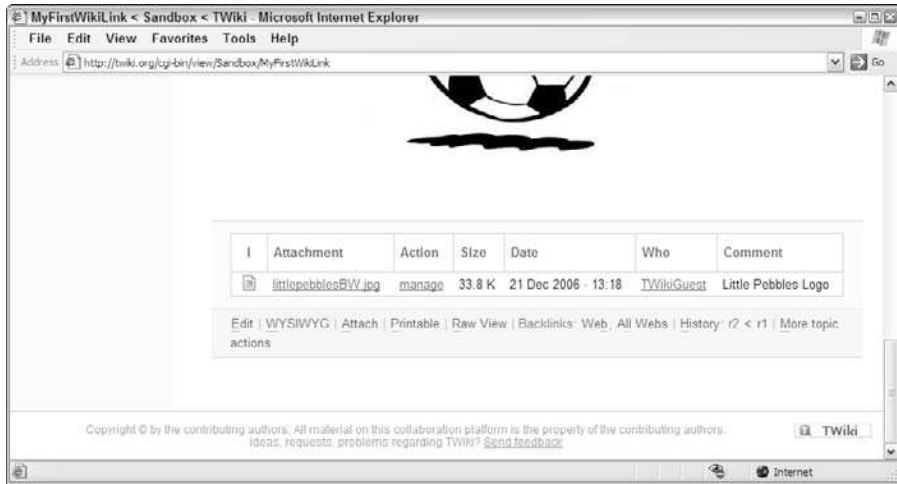 MyFirstWikiLink < Sandbox < TWiki - Microsoft Internet Explorer
File Edit View Favorites Tools Help
Address http://twiki.org/cgi-bin/view/Sandbox/MyFirstWikiLink Go
I Attachment Action Size Date Who Comment
littlepebblesBW.jpg manage 33.8 K 21 Dec 2006 - 13:18 TWikiGuest Little Pebbles Logo
Edit | WYSIWYG | Attach | Printable | Raw View | Backlinks: Web, All Webs | History: r2 < r1 | More topic
actions
Copyright © by the contributing authors. All material on this collaboration platform is the property of the contributing authors.
Ideas, requests, problems regarding TWiki? Send feedback
TWiki
Internet